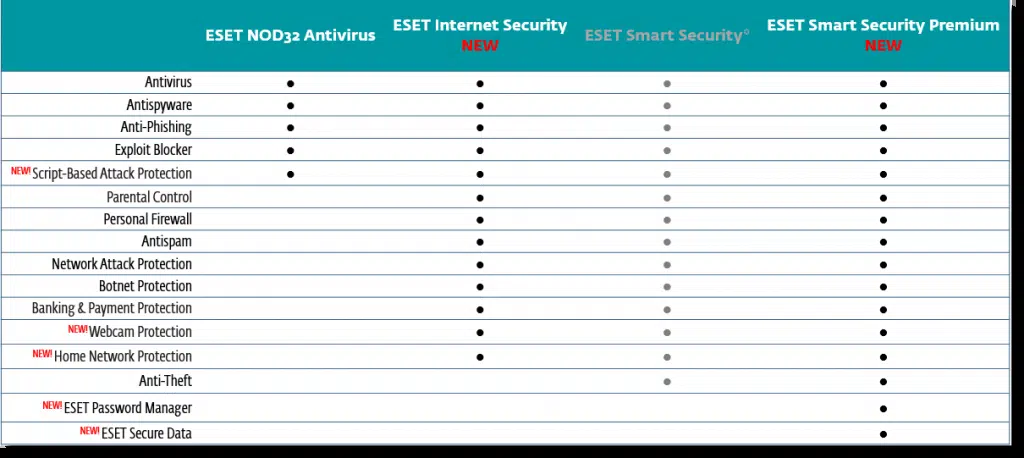 ESET NOD32 Antivirus
ESET Internet Security
NEW
ESET Smart Security°
ESET Smart Security Premium
NEW
Antivirus ● ● ● ●
Antispyware ● ● ● ●
Anti-Phishing ● ● ● ●
Exploit Blocker ● ● ● ●
NEW! Script-Based Attack Protection ● ● ● ●
Parental Control ● ● ●
Personal Firewall ● ● ●
Antispam ● ● ●
Network Attack Protection ● ● ●
Botnet Protection ● ● ●
Banking & Payment Protection ● ● ●
NEW! Webcam Protection ● ● ●
NEW! Home Network Protection ● ● ●
Anti-Theft ● ●
NEW! ESET Password Manager ●
NEW! ESET Secure Data ●